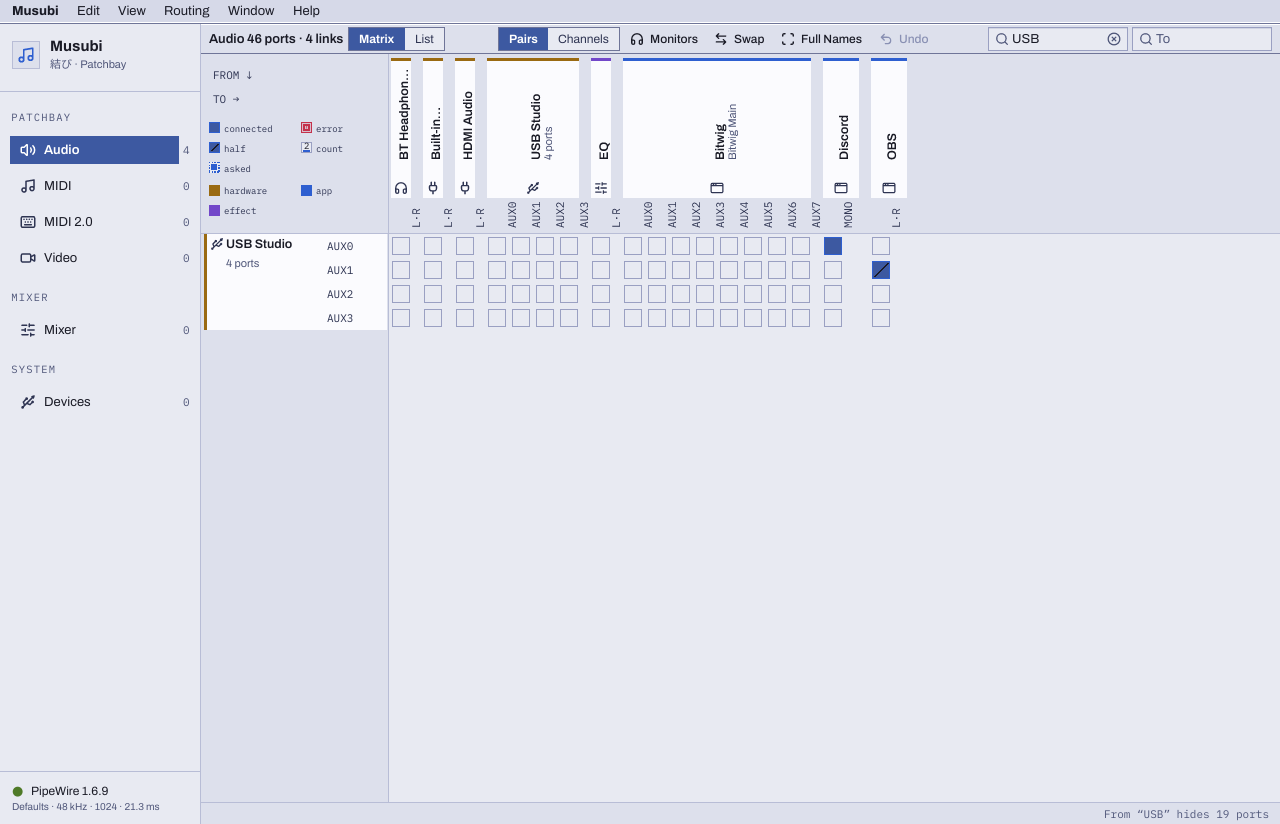 Musubi Edit View Routing Window Help
Musubi
結び · Patchbay
PATCHBAY
Audio 4
MIDI 0
MIDI 2.0 0
Video 0
MIXER
Mixer 0
SYSTEM
Devices 0
PipeWire 1.6.9
Defaults · 48 kHz · 1024 · 21.3 ms
Audio 46 ports · 4 links Matrix List Pairs Channels Monitors Swap Full Names Undo USB To
FROM ↓
TO →
connected error
half 2 count
asked
hardware app
effect
BT Headphon…
Built-in…
HDMI Audio
USB Studio
4 ports
EQ
Bitwig
Bitwig Main
Discord
OBS
L·R L·R L·R AUX0 AUX1 AUX2 AUX3 L·R AUX0 AUX1 AUX2 AUX3 AUX4 AUX5 AUX6 AUX7 MONO L·R
USB Studio AUX0
4 ports AUX1
AUX2
AUX3
From “USB” hides 19 ports